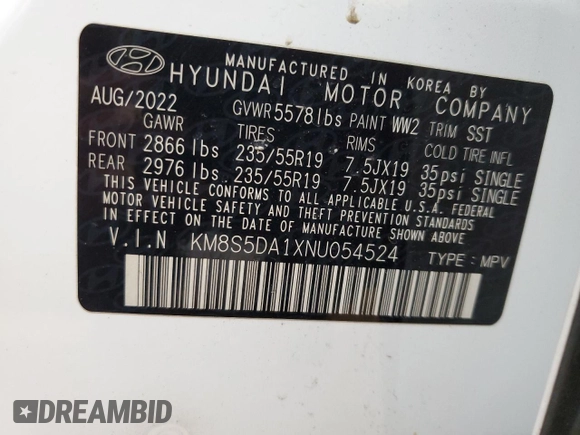 MANUFACTURED IN KOREA BY
HYUNDAI MOTOR COMPANY
AUG/2022 GVWR 5578 lbs PAINT WW2 TRIM SST
GAWR TIRES RIMS COLD TIRE INFL
FRONT 2866 lbs 235/55R19 7.5JX19 35psi SINGLE
REAR 2976 lbs 235/55R19 7.5JX19 35psi SINGLE
THIS VEHICLE CONFORMS TO ALL APPLICABLE U.S.A. FEDERAL
MOTOR VEHICLE SAFETY AND THEFT PREVENTION STANDARDS
IN EFFECT ON THE DATE OF MANUFACTURE SHOWN ABOVE.
V.I.N KM8S5DA1XNU054524 TYPE: MPV
DREAMBID